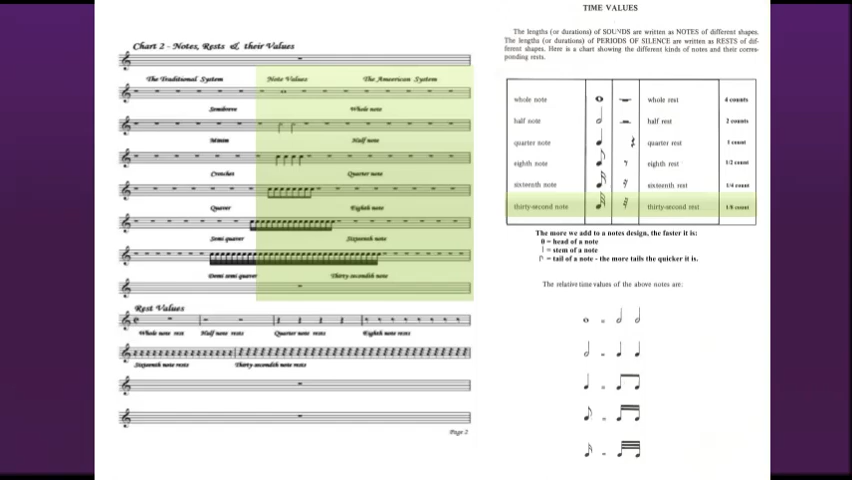 Chart 2 - Notes, Rests & their Values
The Traditional System Note Values The American System
Semibreve Whole note
Minim Half note
Crotchet Quarter note
Quaver Eighth note
Semi quaver Sixteenth note
Demi semi quaver Thirty-secondth note
Rest Values
Whole note rest Half note rests Quarter note rests Eighth note rests
Sixteenth note rests Thirty-secondth note rests
Page 2
TIME VALUES
The lengths (or durations) of SOUNDS are written as NOTES of different shapes.
The lengths (or durations) of PERIODS OF SILENCE are written as RESTS of dif-
ferent shapes. Here is a chart showing the different kinds of notes and their corres-
ponding rests.
whole note whole rest 4 counts
half note half rest 2 counts
quarter note quarter rest 1 count
eighth note eighth rest 1/2 count
sixteenth note sixteenth rest 1/4 count
thirty-second note thirty-second rest 1/8 count
The more we add to a notes design, the faster it is:
= head of a note
= stem of a note
= tail of a note - the more tails the quicker it is.
The relative time values of the above notes are: